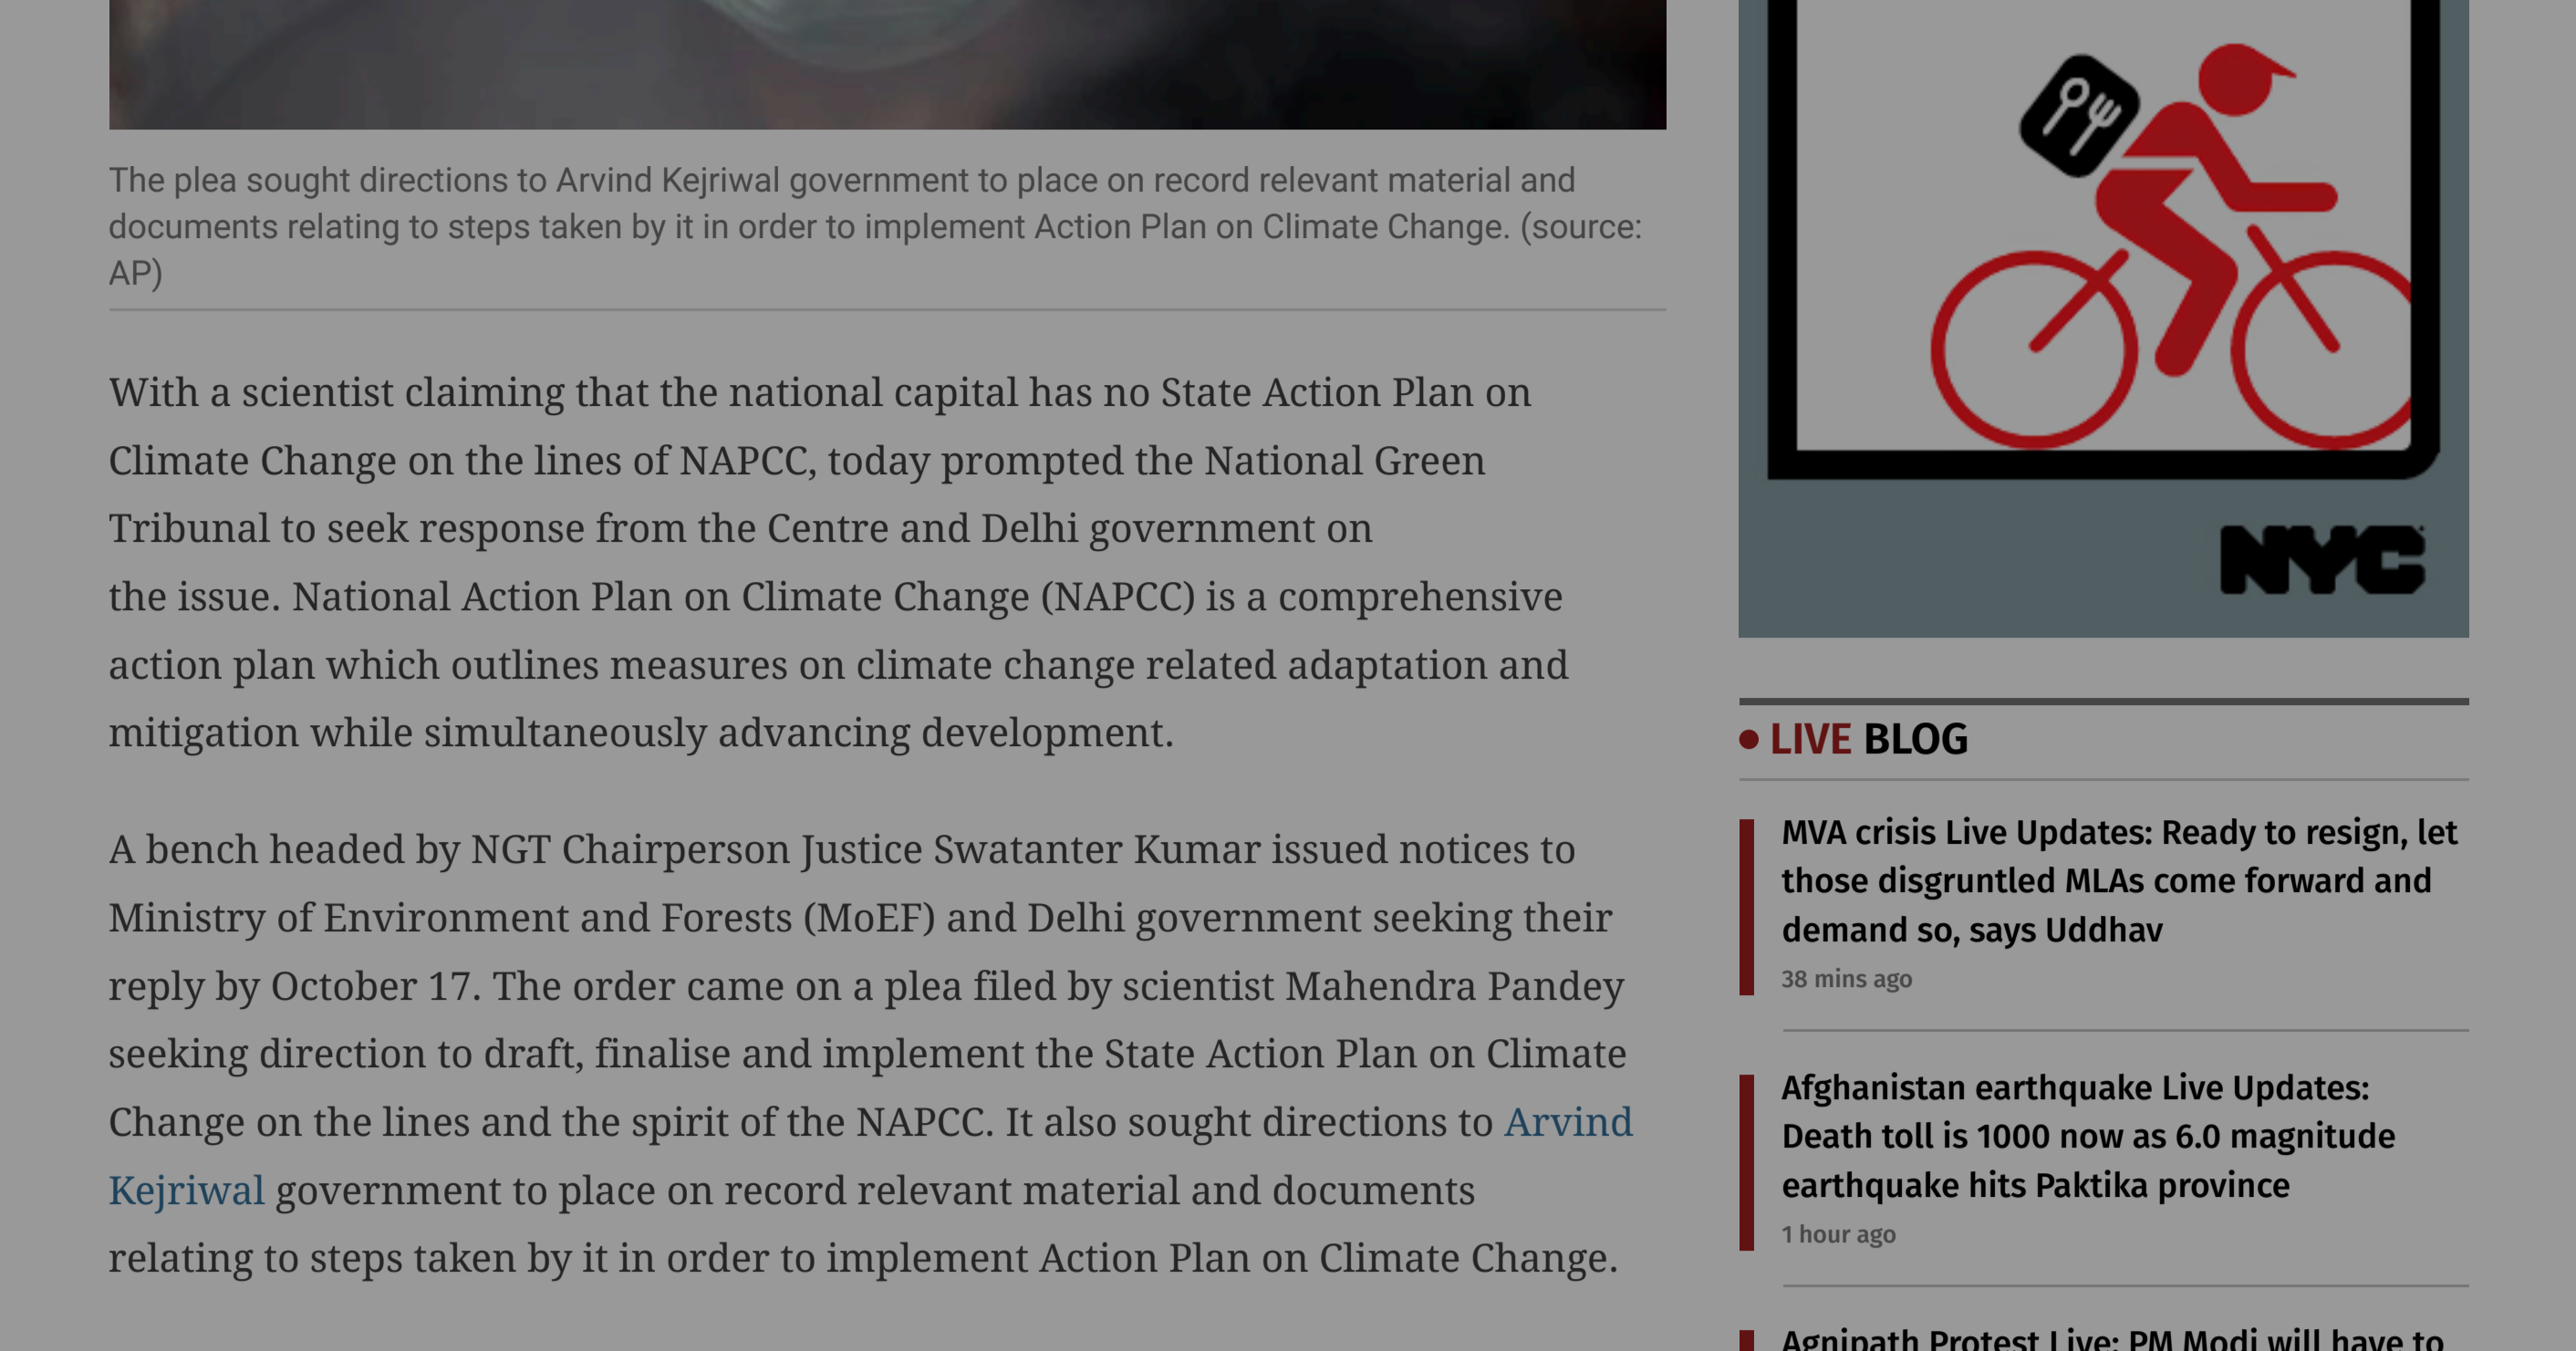 The plea sought directions to Arvind Kejriwal government to place on record relevant material and
documents relating to steps taken by it in order to implement Action Plan on Climate Change. (source:
AP)
With a scientist claiming that the national capital has no State Action Plan on
Climate Change on the lines of NAPCC, today prompted the National Green
Tribunal to seek response from the Centre and Delhi government on
the issue. National Action Plan on Climate Change (NAPCC) is a comprehensive
action plan which outlines measures on climate change related adaptation and
mitigation while simultaneously advancing development.
A bench headed by NGT Chairperson Justice Swatanter Kumar issued notices to
Ministry of Environment and Forests (MoEF) and Delhi government seeking their
reply by October 17. The order came on a plea filed by scientist Mahendra Pandey
seeking direction to draft, finalise and implement the State Action Plan on Climate
Change on the lines and the spirit of the NAPCC. It also sought directions to Arvind
Kejriwal government to place on record relevant material and documents
relating to steps taken by it in order to implement Action Plan on Climate Change.
NYC
LIVE BLOG
MVA crisis Live Updates: Ready to resign, let
those disgruntled MLAs come forward and
demand so, says Uddhav
38 mins ago
Afghanistan earthquake Live Updates:
Death toll is 1000 now as 6.0 magnitude
earthquake hits Paktika province
1 hour ago
Agnipath Protest Live: PM Modi will have to